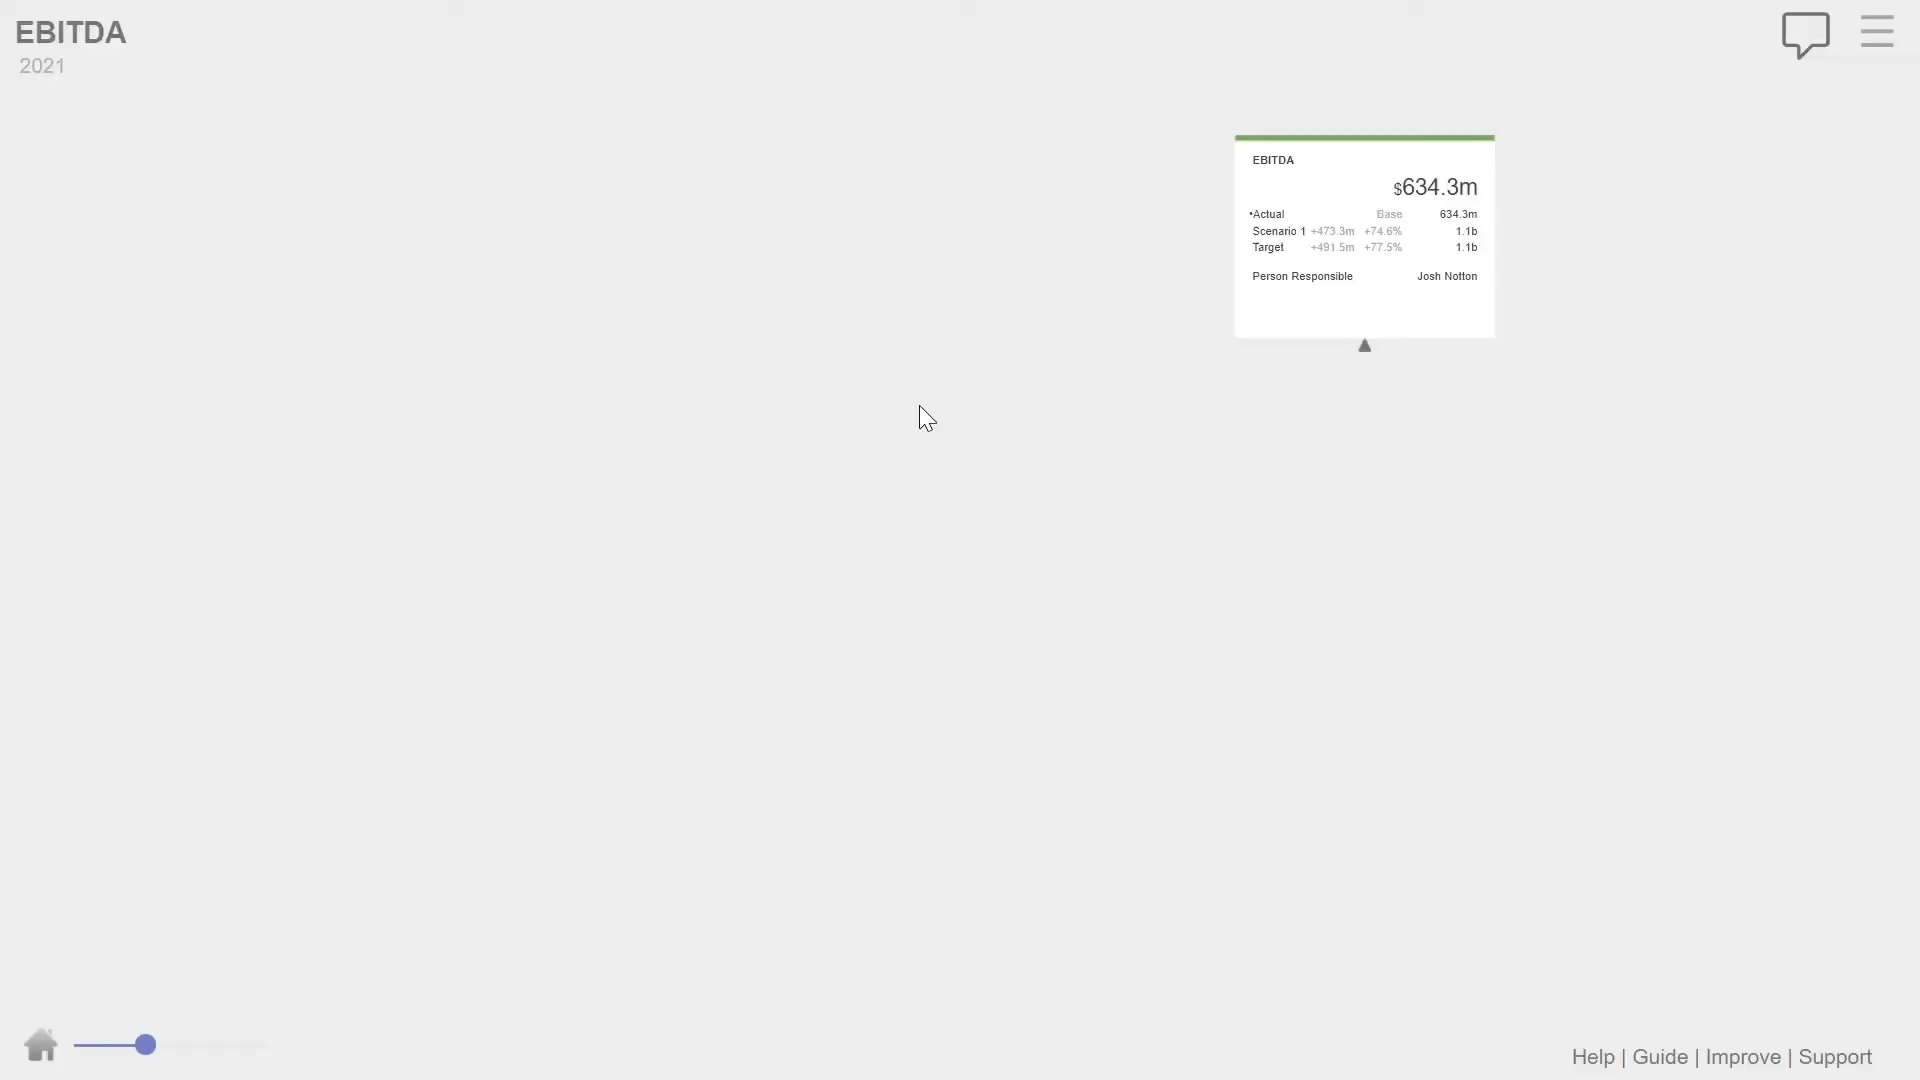 EBITDA
2021
EBITDA
$634.3m
•Actual Base 634.3m
Scenario 1 +473.3m +74.6% 1.1b
Target +491.5m +77.5% 1.1b
Person Responsible Josh Notton
Help | Guide | Improve | Support